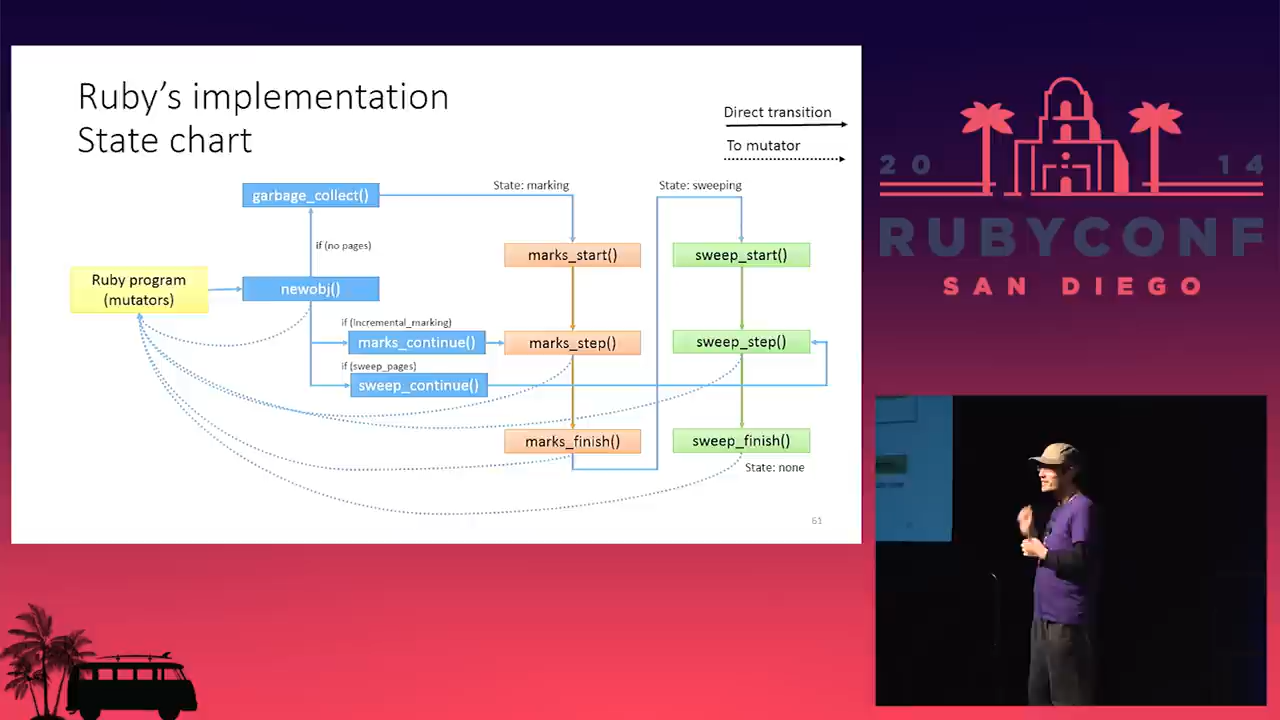 Ruby's implementation
State chart
Direct transition
To mutator
State: marking
State: sweeping
garbage_collect()
if (no pages)
marks_start()
sweep_start()
Ruby program
(mutators)
newobj()
if (incremental_marking)
marks_continue()
marks_step()
sweep_step()
if (sweep_pages)
sweep_continue()
marks_finish()
sweep_finish()
State: none
61
20 14
RUBYCONF
SAN DIEGO